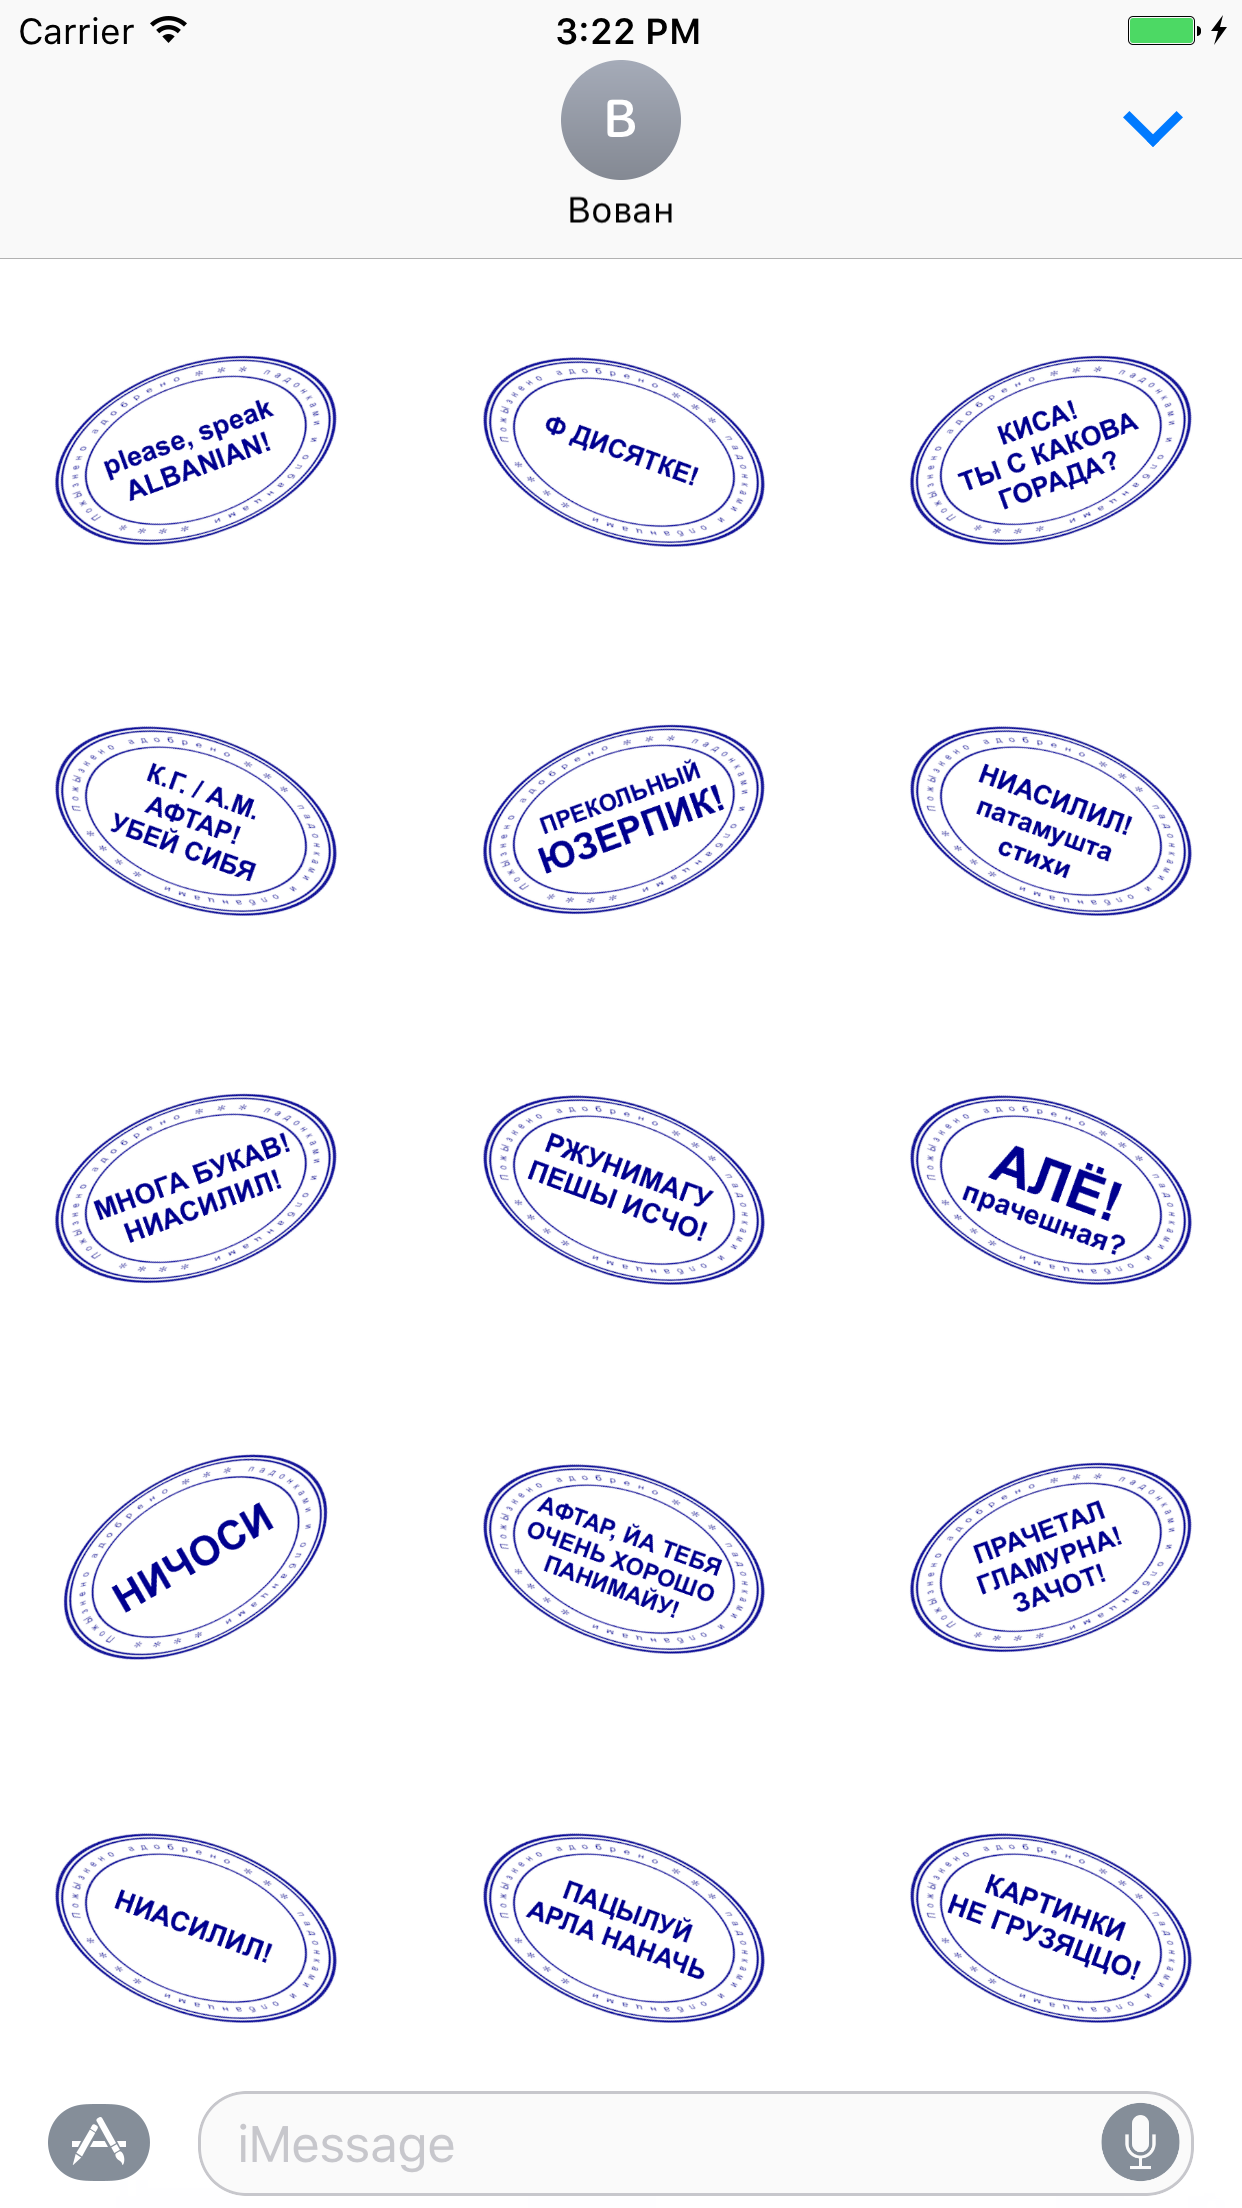 Carrier
3:22 PM
B
Вован
please, speak
ALBANIAN!
Ф ДИСЯТКЕ!
КИСА!
ТЫ С КАКОВА
ГОРАДА?
К.Г. / А.М.
АФТАР!
УБЕЙ СИБЯ
ПРЕКОЛЬНЫЙ
ЮЗЕРПИК!
НИАСИЛИЛ!
патамушта
стихи
МНОГА БУКАВ!
НИАСИЛИЛ!
РЖУНИМАГУ
ПЕШЫ ИСЧО!
АЛЁ!
прачешная?
НИЧОСИ
АФТАР, ЙА ТЕБЯ
ОЧЕНЬ ХОРОШО
ПАНИМАЙУ!
ПРАЧЕТАЛ
ГЛАМУРНА!
ЗАЧОТ!
НИАСИЛИЛ!
ПАЦЫЛУЙ
АРЛА НАНАЧЬ
КАРТИНКИ
НЕ ГРУЗЯЦЦО!
iMessage